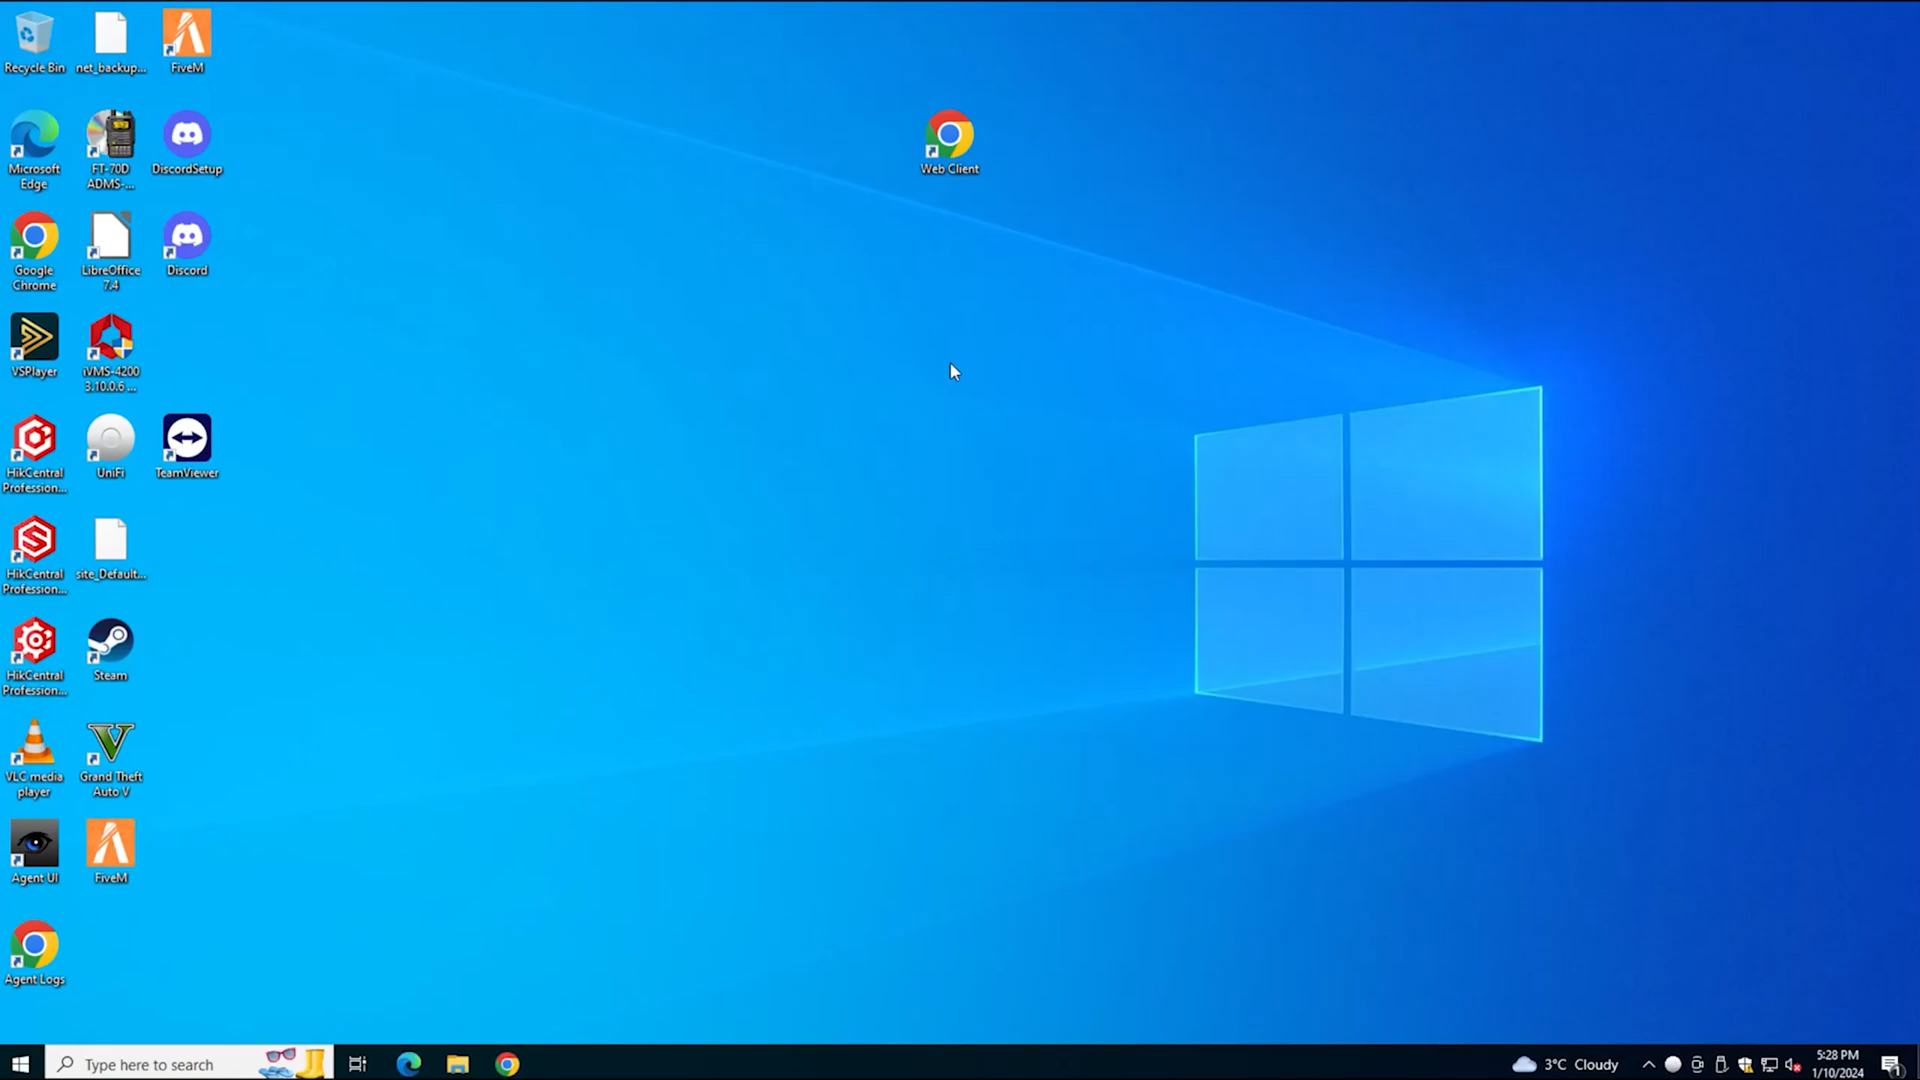 Recycle Bin
net_backup...
FiveM
Microsoft
Edge
FT-70D
ADMS-...
DiscordSetup
Web Client
Google
Chrome
LibreOffice
7.4
Discord
VSPlayer
iVMS-4200
3.10.0.6 ...
HikCentral
Profession...
UniFi
TeamViewer
HikCentral
Profession...
site_Default...
HikCentral
Profession...
Steam
VLC media
player
Grand Theft
Auto V
Agent UI
FiveM
Agent Logs
Type here to search
3°C Cloudy
5:28 PM
1/10/2024
1